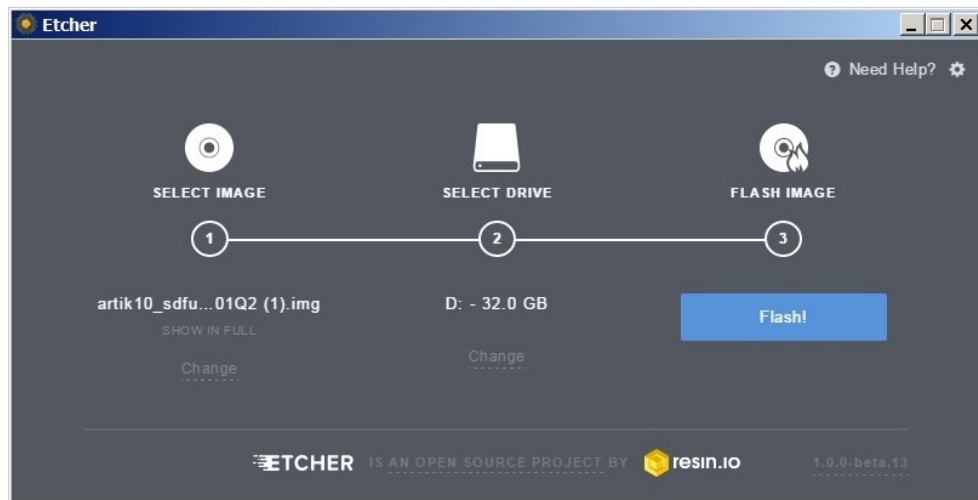 Etcher
Need Help?
SELECT IMAGE
SELECT DRIVE
FLASH IMAGE
1
2
3
artik10_sdfu...01Q2 (1).img
D: - 32.0 GB
Flash!
SHOW IN FULL
Change
Change
ETCHER IS AN OPEN SOURCE PROJECT BY resin.io 1.0.0-beta.13